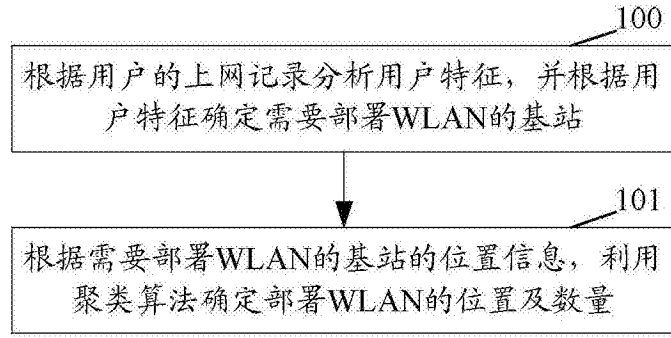 100
根据用户的上网记录分析用户特征，并根据用
户特征确定需要部署WLAN的基站
101
根据需要部署WLAN的基站的位置信息，利用
聚类算法确定部署WLAN的位置及数量